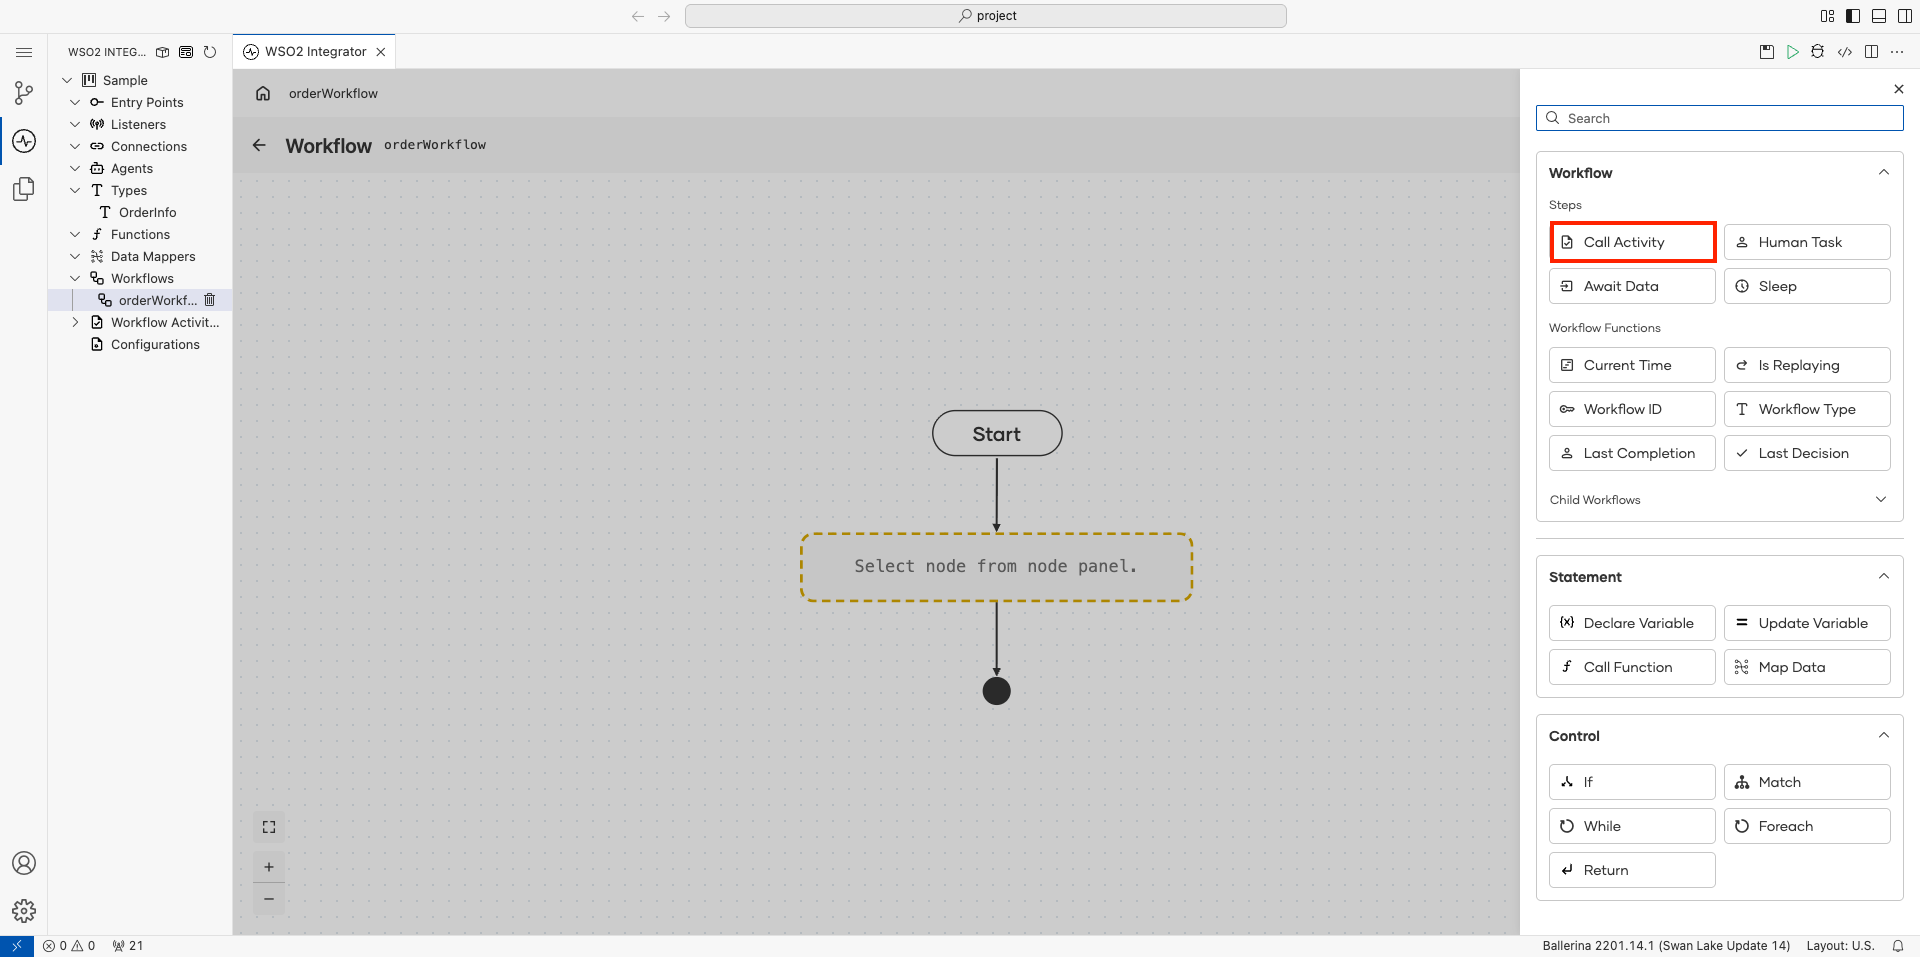 project
WSO2 INTEG...
WSO2 Integrator
Sample
Entry Points
Listeners
Connections
Agents
Types
OrderInfo
Functions
Data Mappers
Workflows
orderWorkf...
Workflow Activit...
Configurations
orderWorkflow
Workflow orderWorkflow
Start
Select node from node panel.
Search
Workflow
Steps
Call Activity
Human Task
Await Data
Sleep
Workflow Functions
Current Time
Is Replaying
Workflow ID
Workflow Type
Last Completion
Last Decision
Child Workflows
Statement
Declare Variable
Update Variable
Call Function
Map Data
Control
If
Match
While
Foreach
Return
0 0 21
Ballerina 2201.14.1 (Swan Lake Update 14) Layout: U.S.